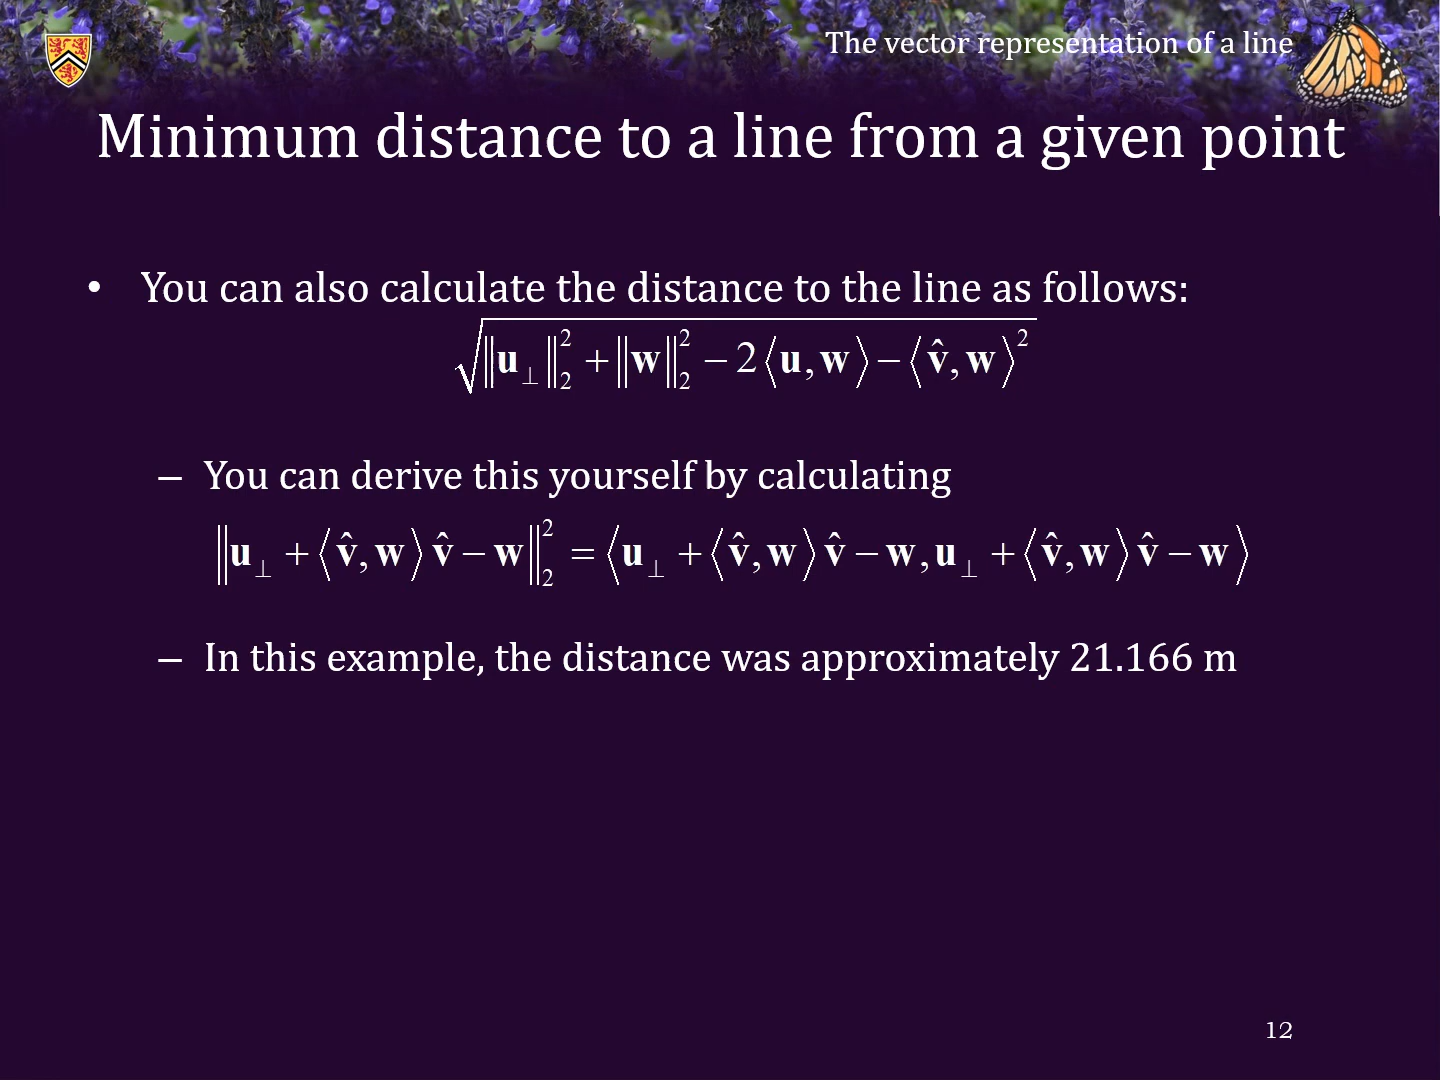 The vector representation of a line
Minimum distance to a line from a given point
• You can also calculate the distance to the line as follows:
√(‖u⊥‖₂² + ‖w‖₂² − 2⟨u, w⟩ − ⟨v̂, w⟩²)
– You can derive this yourself by calculating
‖u⊥ + ⟨v̂, w⟩ v̂ − w‖₂² = ⟨u⊥ + ⟨v̂, w⟩ v̂ − w, u⊥ + ⟨v̂, w⟩ v̂ − w⟩
– In this example, the distance was approximately 21.166 m
12